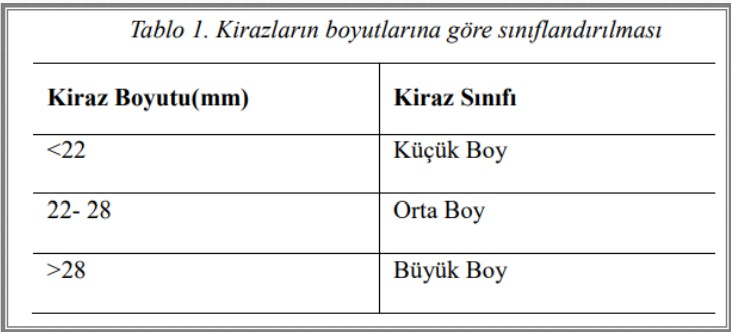 Tablo 1. Kirazların boyutlarına göre sınıflandırılması
Kiraz Boyutu(mm) Kiraz Sınıfı
<22 Küçük Boy
22- 28 Orta Boy
>28 Büyük Boy